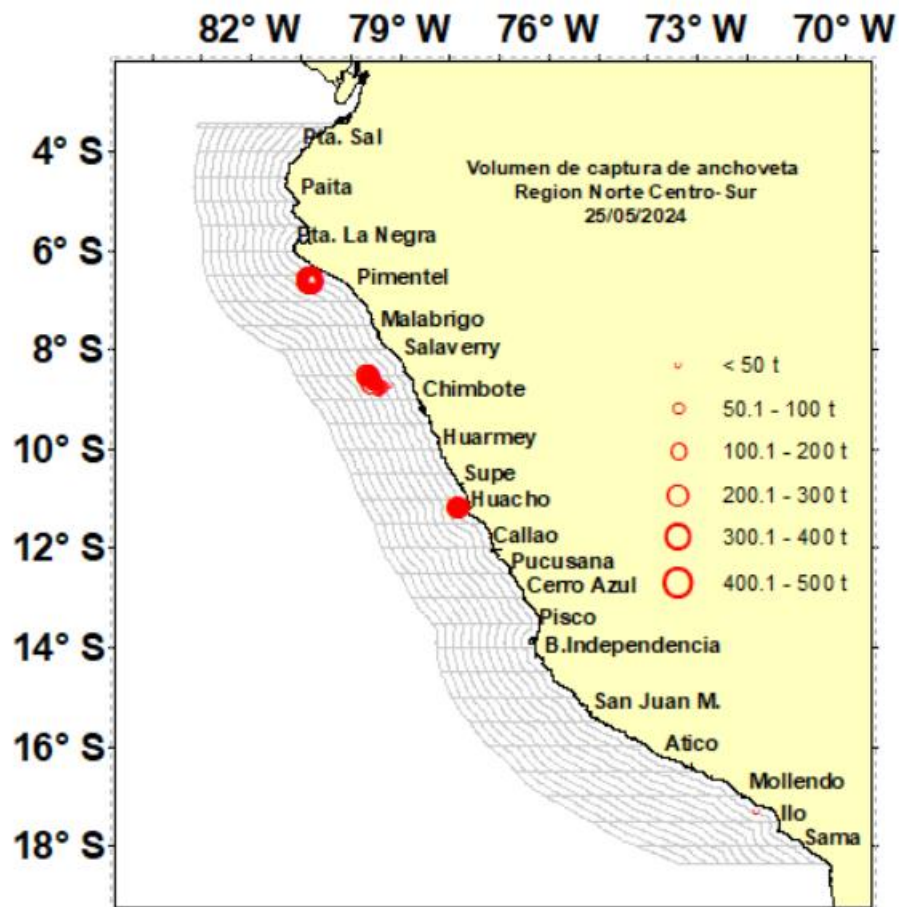 82° W 79° W 76° W 73° W 70° W
4° S
6° S
8° S
10° S
12° S
14° S
16° S
18° S
Volumen de captura de anchoveta
Region Norte Centro-Sur
25/05/2024
Pta. Sal
Paita
Pta. La Negra
Pimentel
Malabrigo
Salaverry
Chimbote
Huarmey
Supe
Huacho
Callao
Pucusana
Cerro Azul
Pisco
B.Independencia
San Juan M.
Atico
Mollendo
Ilo
Sama
< 50 t
50.1 - 100 t
100.1 - 200 t
200.1 - 300 t
300.1 - 400 t
400.1 - 500 t